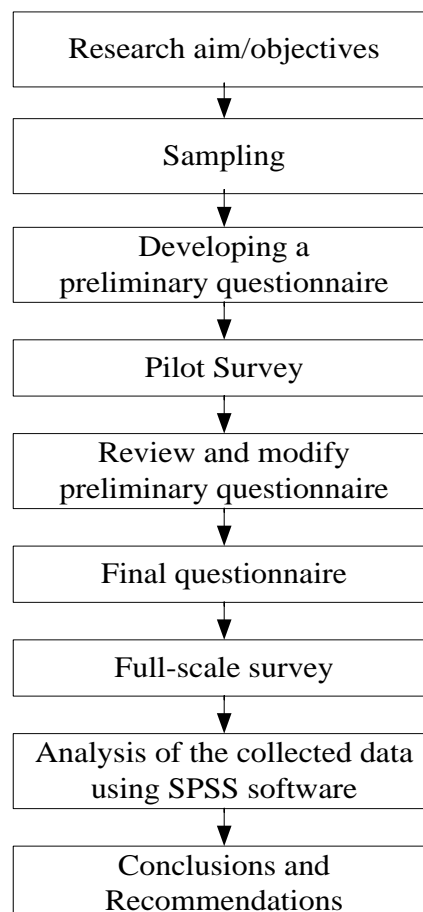 Research aim/objectives
Sampling
Developing a
preliminary questionnaire
Pilot Survey
Review and modify
preliminary questionnaire
Final questionnaire
Full-scale survey
Analysis of the collected data
using SPSS software
Conclusions and
Recommendations